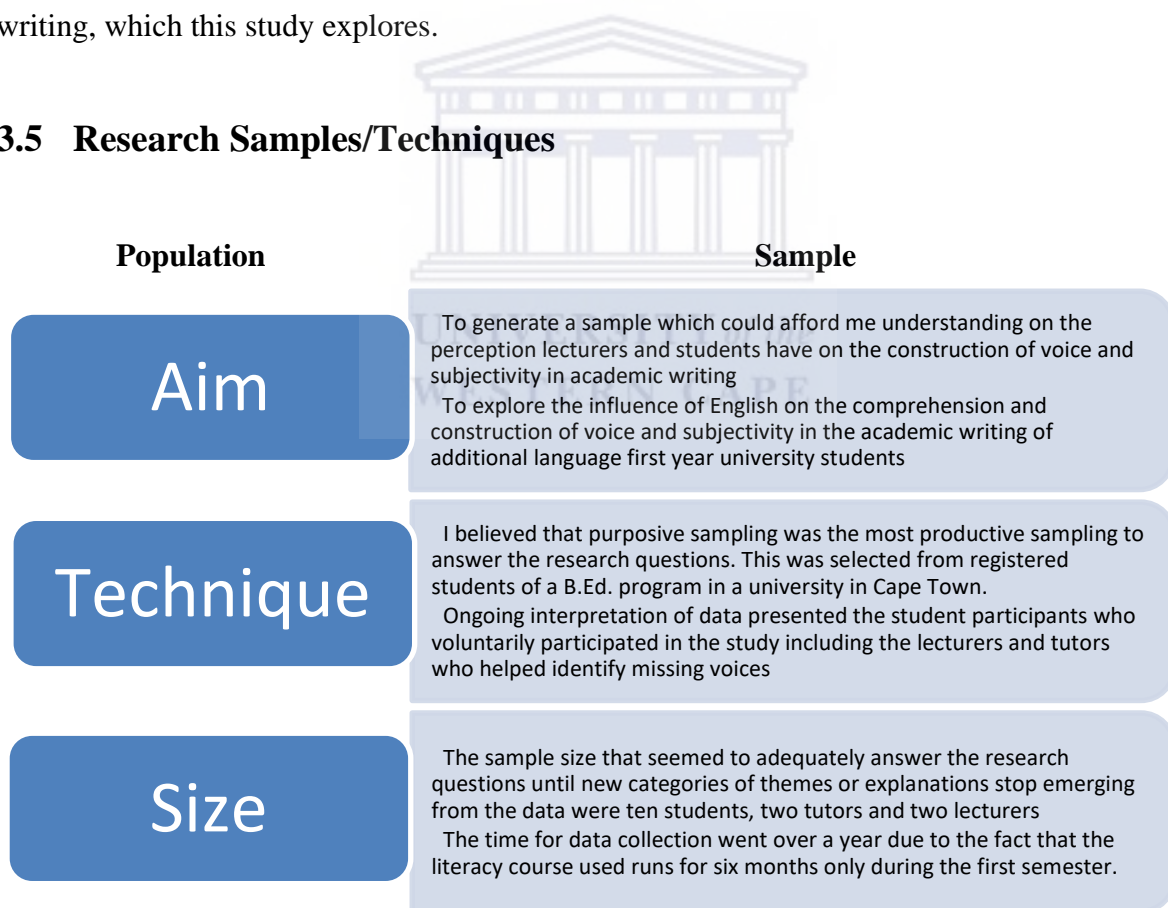 writing, which this study explores.
3.5 Research Samples/Techniques
Population
Sample
Aim
To generate a sample which could afford me understanding on the
perception lecturers and students have on the construction of voice and
subjectivity in academic writing
To explore the influence of English on the comprehension and
construction of voice and subjectivity in the academic writing of
additional language first year university students
UNIVERSITY of the
WESTERN CAPE
Technique
I believed that purposive sampling was the most productive sampling to
answer the research questions. This was selected from registered
students of a B.Ed. program in a university in Cape Town.
Ongoing interpretation of data presented the student participants who
voluntarily participated in the study including the lecturers and tutors
who helped identify missing voices
Size
The sample size that seemed to adequately answer the research
questions until new categories of themes or explanations stop emerging
from the data were ten students, two tutors and two lecturers
The time for data collection went over a year due to the fact that the
literacy course used runs for six months only during the first semester.